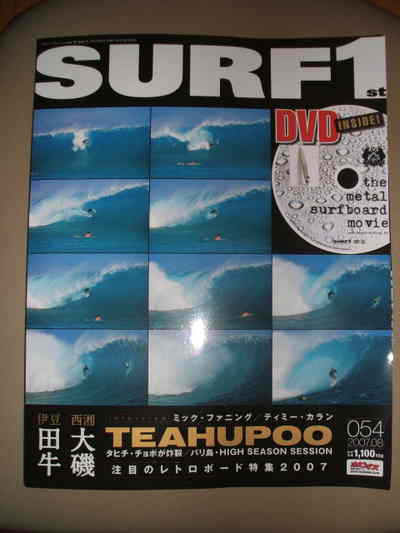 SURF1st
DVD INSIDE!
the
metal
surfboard
movie
ミック・ファニング／ティミー・カラン
伊豆
田牛
西湘
大磯
TEAHUPOO
タヒチ・チョポが炸裂／バリ島・HIGH SEASON SESSION
注目のレトロボード特集2007
054
2007.08
1,100